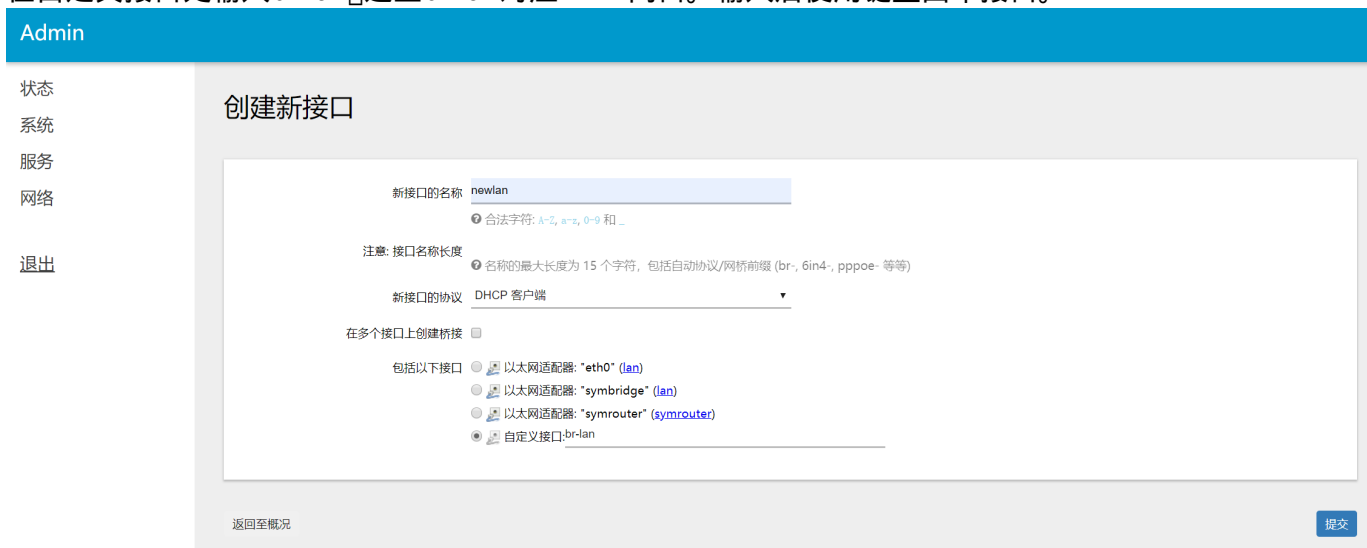 Admin
状态
系统
服务
网络
退出
创建新接口
新接口的名称 newlan
合法字符: A-Z, a-z, 0-9 和 _
注意: 接口名称长度
名称的最大长度为 15 个字符，包括自动协议/网桥前缀 (br-, 6in4-, pppoe- 等等)
新接口的协议 DHCP 客户端
在多个接口上创建桥接
包括以下接口 以太网适配器: "eth0" (lan)
以太网适配器: "symbridge" (lan)
以太网适配器: "symrouter" (symrouter)
自定义接口:br-lan
返回至概况 提交